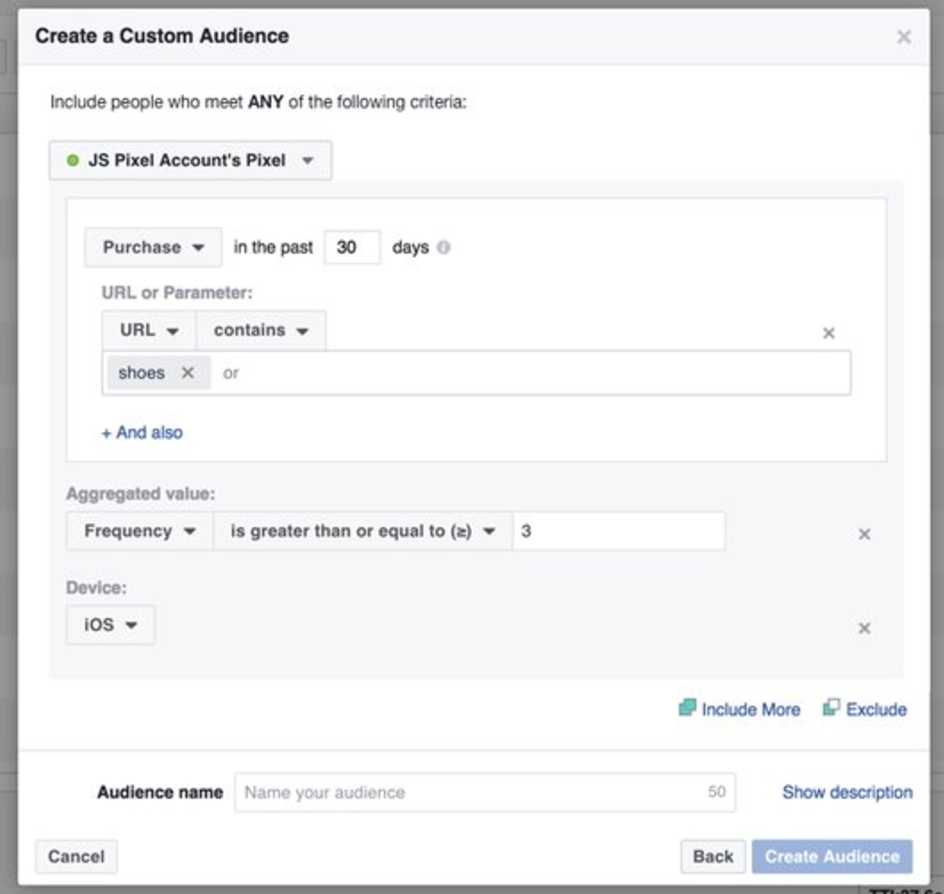 Create a Custom Audience
Include people who meet ANY of the following criteria:
JS Pixel Account's Pixel
Purchase in the past 30 days
URL or Parameter:
URL contains
shoes or
+ And also
Aggregated value:
Frequency is greater than or equal to (≥) 3
Device:
iOS
Include More Exclude
Audience name Name your audience 50 Show description
Cancel Back Create Audience